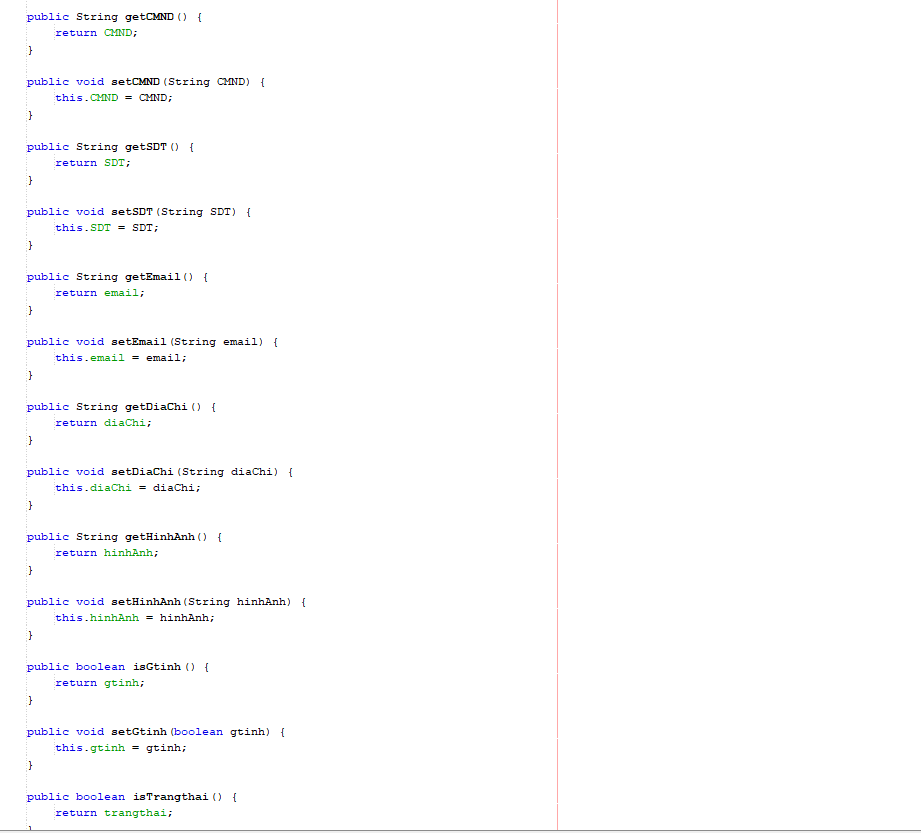 public String getCMND() {
return CMND;
}
public void setCMND(String CMND) {
this.CMND = CMND;
}
public String getSDT() {
return SDT;
}
public void setSDT(String SDT) {
this.SDT = SDT;
}
public String getEmail() {
return email;
}
public void setEmail(String email) {
this.email = email;
}
public String getDiaChi() {
return diaChi;
}
public void setDiaChi(String diaChi) {
this.diaChi = diaChi;
}
public String getHinhAnh() {
return hinhAnh;
}
public void setHinhAnh(String hinhAnh) {
this.hinhAnh = hinhAnh;
}
public boolean isGtinh() {
return gtinh;
}
public void setGtinh(boolean gtinh) {
this.gtinh = gtinh;
}
public boolean isTrangthai() {
return trangthai;
}